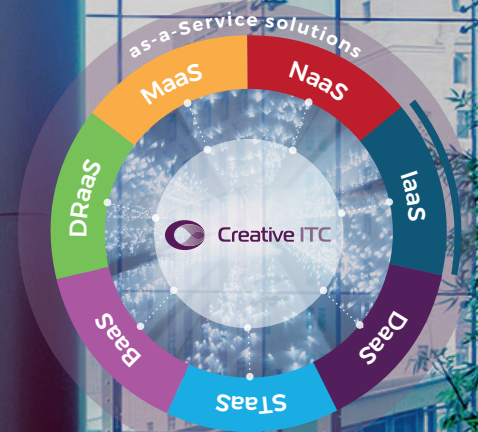 as-a-Service solutions
MaaS
NaaS
IaaS
DaaS
STaaS
BaaS
DRaaS
Creative ITC